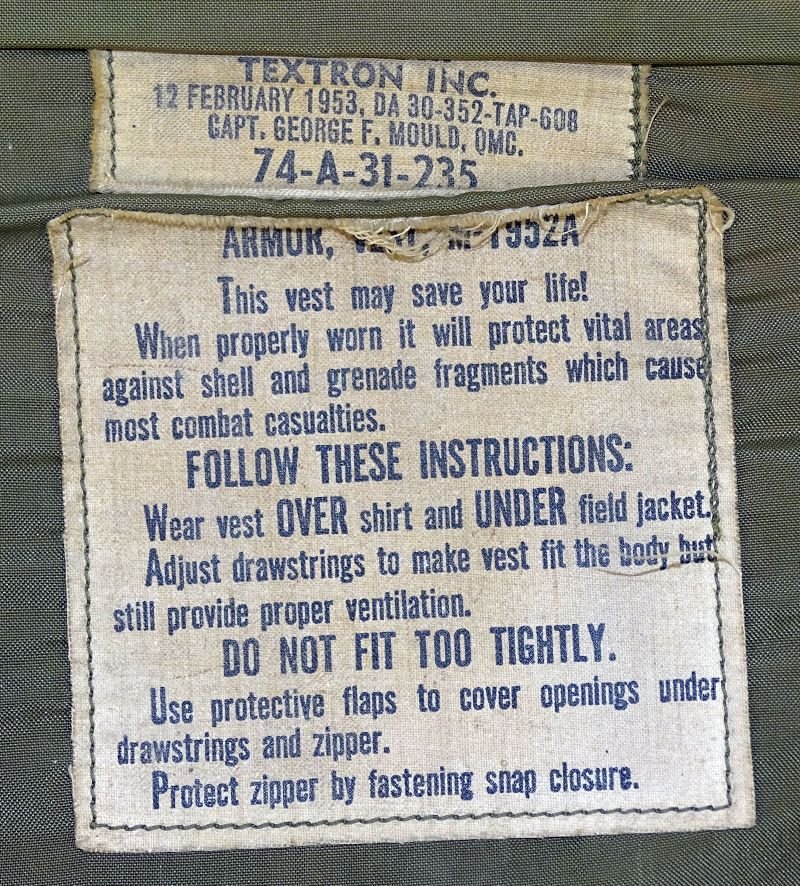 TEXTRON INC.
12 FEBRUARY 1953, DA 30-352-TAP-608
CAPT. GEORGE F. MOULD, QMC.
74-A-31-235
ARMOR, VEST, M-1952A
This vest may save your life!
When properly worn it will protect vital areas
against shell and grenade fragments which cause
most combat casualties.
FOLLOW THESE INSTRUCTIONS:
Wear vest OVER shirt and UNDER field jacket.
Adjust drawstrings to make vest fit the body but
still provide proper ventilation.
DO NOT FIT TOO TIGHTLY.
Use protective flaps to cover openings under
drawstrings and zipper.
Protect zipper by fastening snap closure.